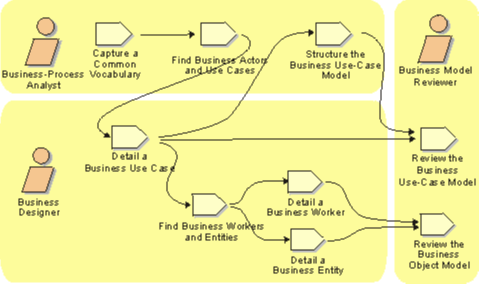 Business-Process
Analyst
Capture a
Common
Vocabulary
Find Business Actors
and Use Cases
Structure the
Business Use-Case
Model
Business Model
Reviewer
Business
Designer
Detail a
Business Use Case
Find Business Workers
and Entities
Detail a
Business Worker
Detail a
Business Entity
Review the
Business
Use-Case Model
Review the
Business
Object Model